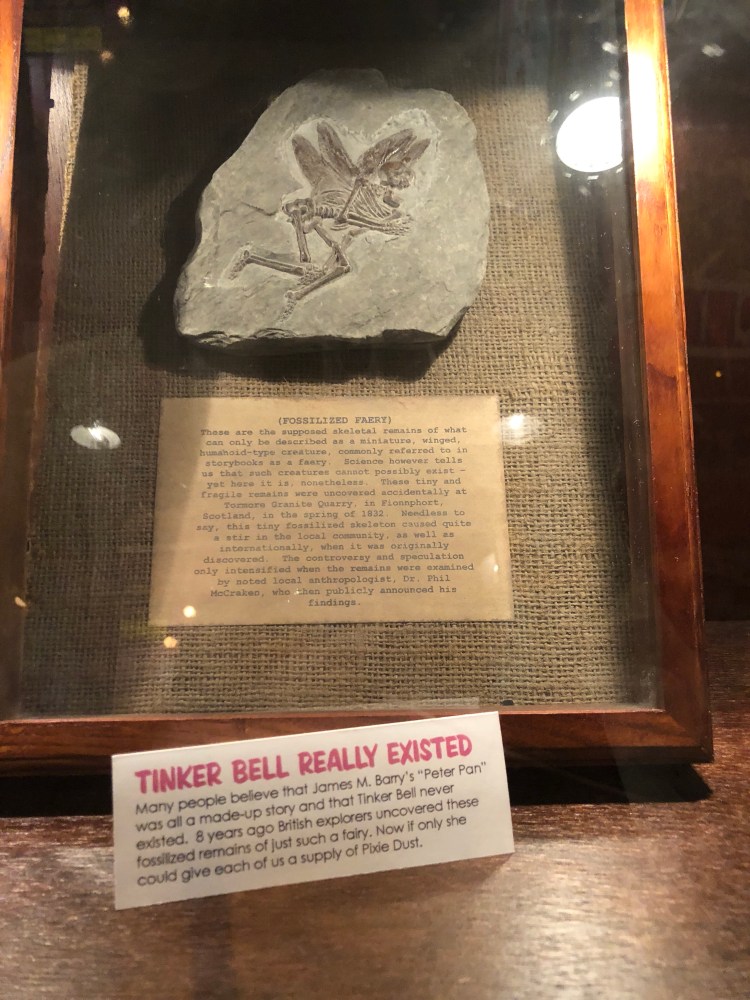 (FOSSILIZED FAERY)
These are the supposed skeletal remains of what
can only be described as a miniature, winged,
humanoid-type creature, commonly referred to in
storybooks as a faery. Science however tells
us that such creatures cannot possibly exist —
yet here it is, nonetheless. These tiny and
fragile remains were uncovered accidentally at
Tormore Granite Quarry, in Fionnphort,
Scotland, in the spring of 1832. Needless to
say, this tiny fossilized skeleton caused quite
a stir in the local community, as well as
internationally, when it was originally
discovered. The controversy and speculation
only intensified when the remains were examined
by noted local anthropologist, Dr. Phil
McCraken, who then publicly announced his
findings.
TINKER BELL REALLY EXISTED
Many people believe that James M. Barry's "Peter Pan"
was all a made-up story and that Tinker Bell never
existed. 8 years ago British explorers uncovered these
fossilized remains of just such a fairy. Now if only she
could give each of us a supply of Pixie Dust.